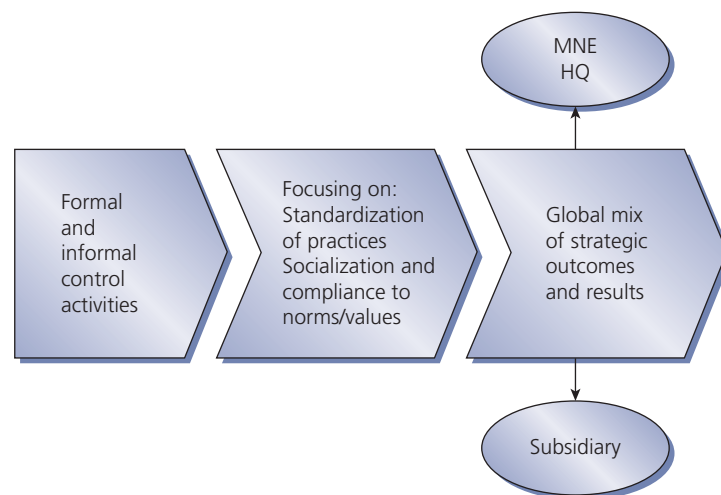 MNE
HQ
Formal
and
informal
control
activities
Focusing on:
Standardization
of practices
Socialization and
compliance to
norms/values
Global mix
of strategic
outcomes
and results
Subsidiary